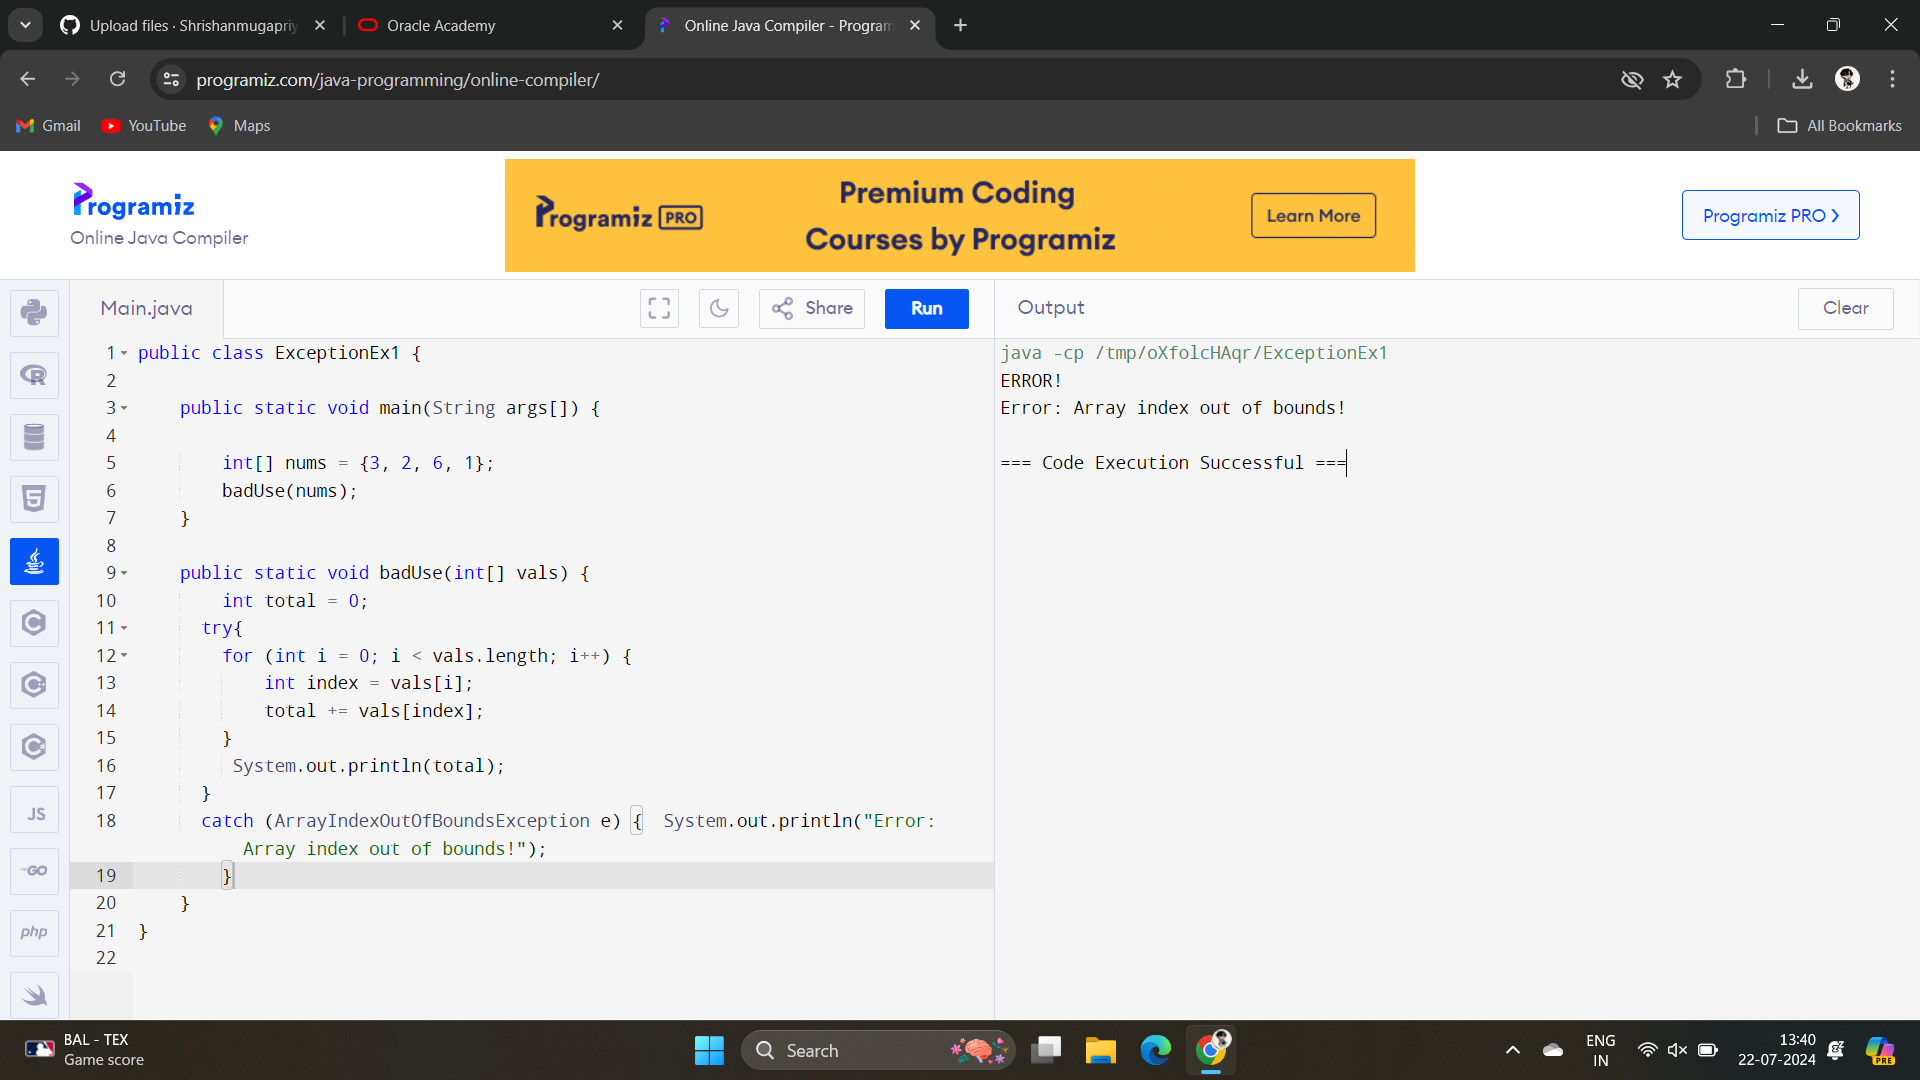 Upload files · Shrishanmugapriy
Oracle Academy
Online Java Compiler - Program
programiz.com/java-programming/online-compiler/
Gmail
YouTube
Maps
All Bookmarks
Programiz
Online Java Compiler
Programiz PRO
Premium Coding
Courses by Programiz
Learn More
Programiz PRO
Main.java
Share
Run
Output
Clear
1 public class ExceptionEx1 {
2
3 public static void main(String args[]) {
4
5 int[] nums = {3, 2, 6, 1};
6 badUse(nums);
7 }
8
9 public static void badUse(int[] vals) {
10 int total = 0;
11 try{
12 for (int i = 0; i < vals.length; i++) {
13 int index = vals[i];
14 total += vals[index];
15 }
16 System.out.println(total);
17 }
18 catch (ArrayIndexOutOfBoundsException e) { System.out.println("Error:
Array index out of bounds!");
19 }
20 }
21 }
22
java -cp /tmp/oXfolcHAqr/ExceptionEx1
ERROR!
Error: Array index out of bounds!
=== Code Execution Successful ===
R
5
JS
GO
php
BAL - TEX
Game score
Search
ENG
IN
13:40
22-07-2024
PRE